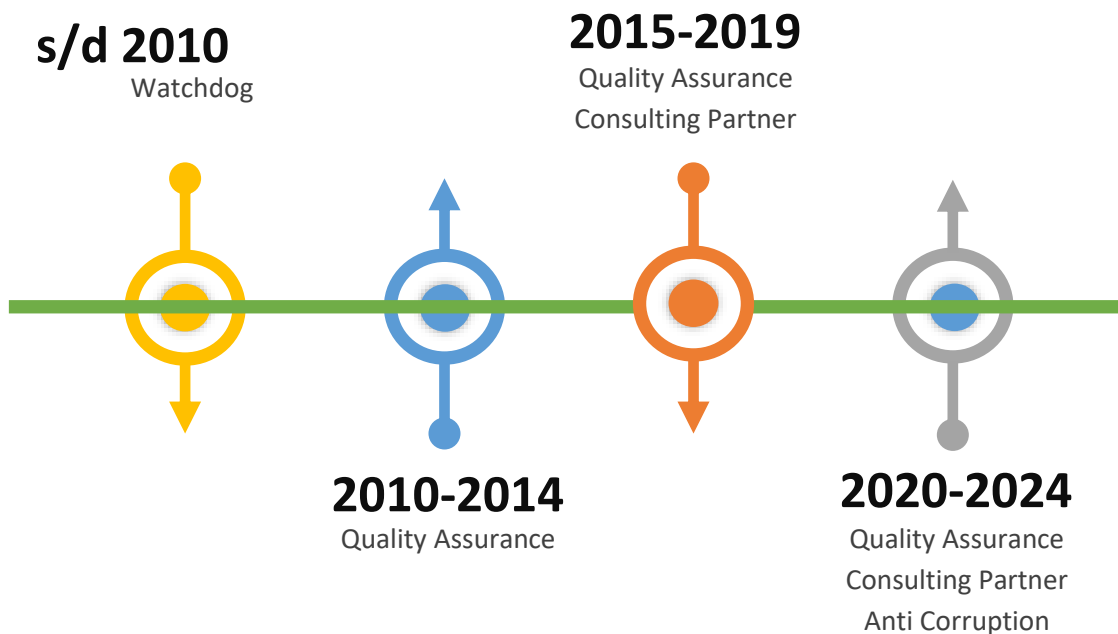 s/d 2010
Watchdog
2010-2014
Quality Assurance
2015-2019
Quality Assurance
Consulting Partner
2020-2024
Quality Assurance
Consulting Partner
Anti Corruption